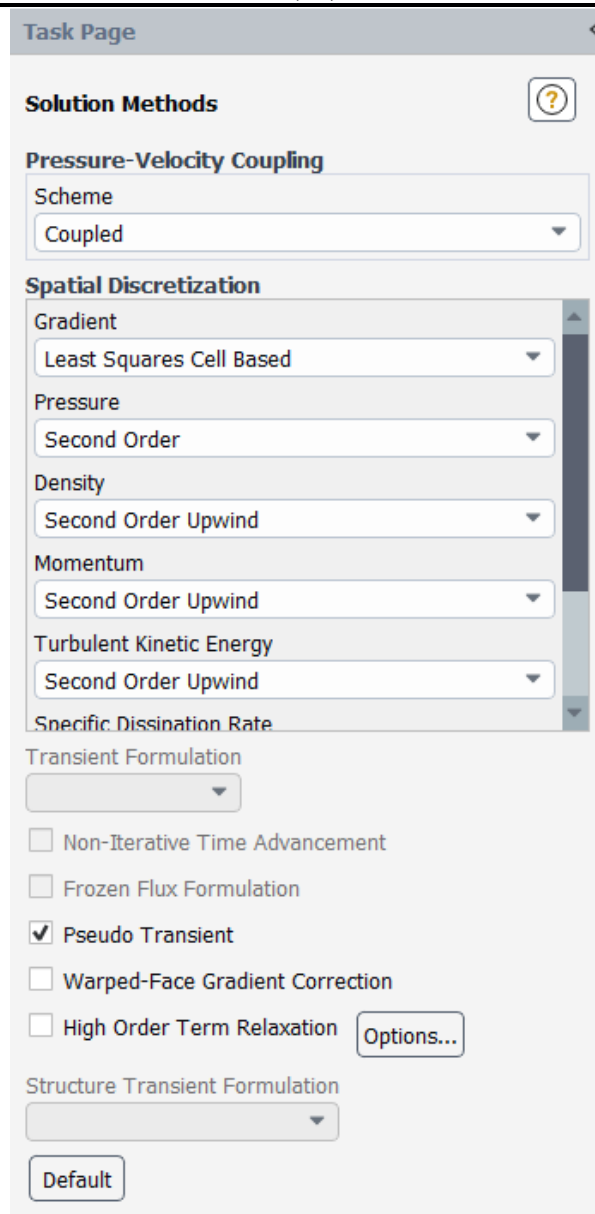 Task Page
Solution Methods
?
Pressure-Velocity Coupling
Scheme
Coupled
Spatial Discretization
Gradient
Least Squares Cell Based
Pressure
Second Order
Density
Second Order Upwind
Momentum
Second Order Upwind
Turbulent Kinetic Energy
Second Order Upwind
Specific Dissipation Rate
Transient Formulation
Non-Iterative Time Advancement
Frozen Flux Formulation
Pseudo Transient
Warped-Face Gradient Correction
High Order Term Relaxation Options...
Structure Transient Formulation
Default